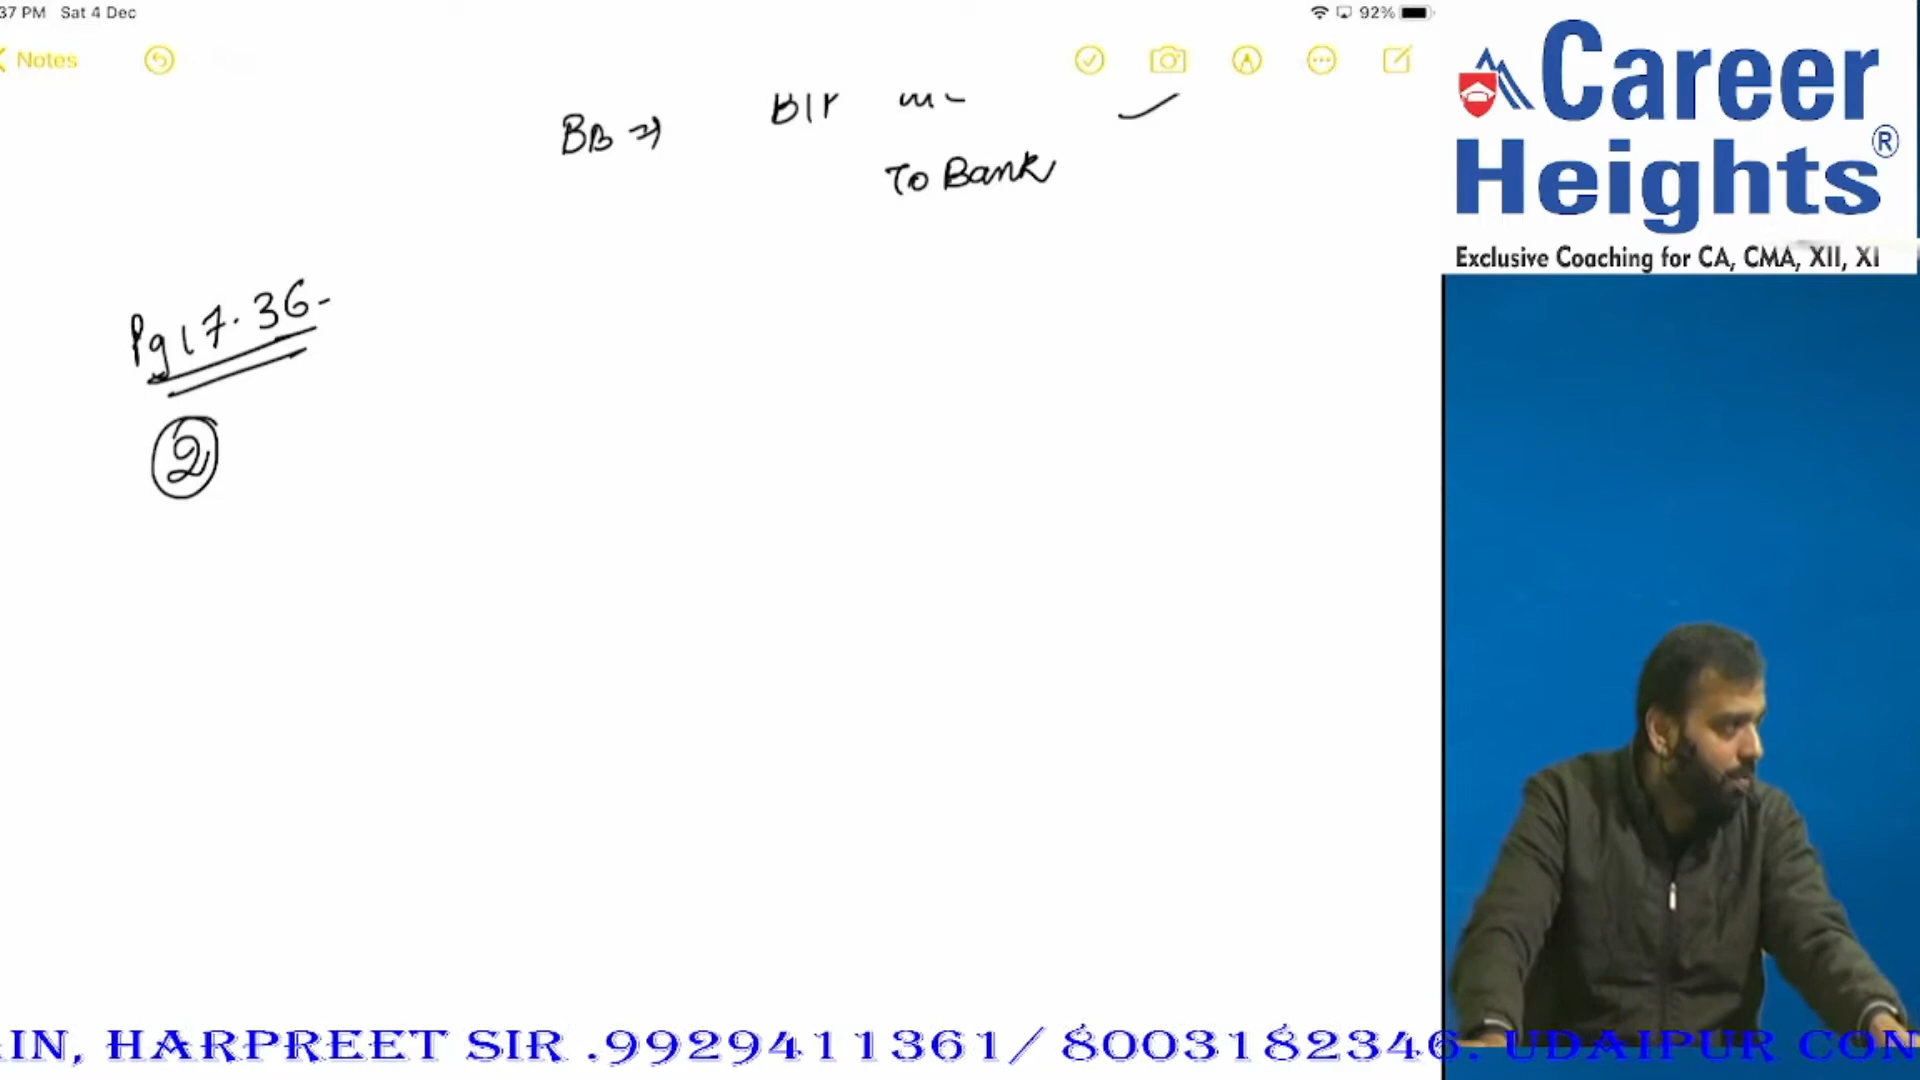 37 PM Sat 4 Dec
92%
Notes
BB ⇒
To Bank
Pg 17.36-
2
Career
Heights®
Exclusive Coaching for CA, CMA, XII, XI
IN, HARPREET SIR .9929411361/ 8003182346. UDAIPUR CON